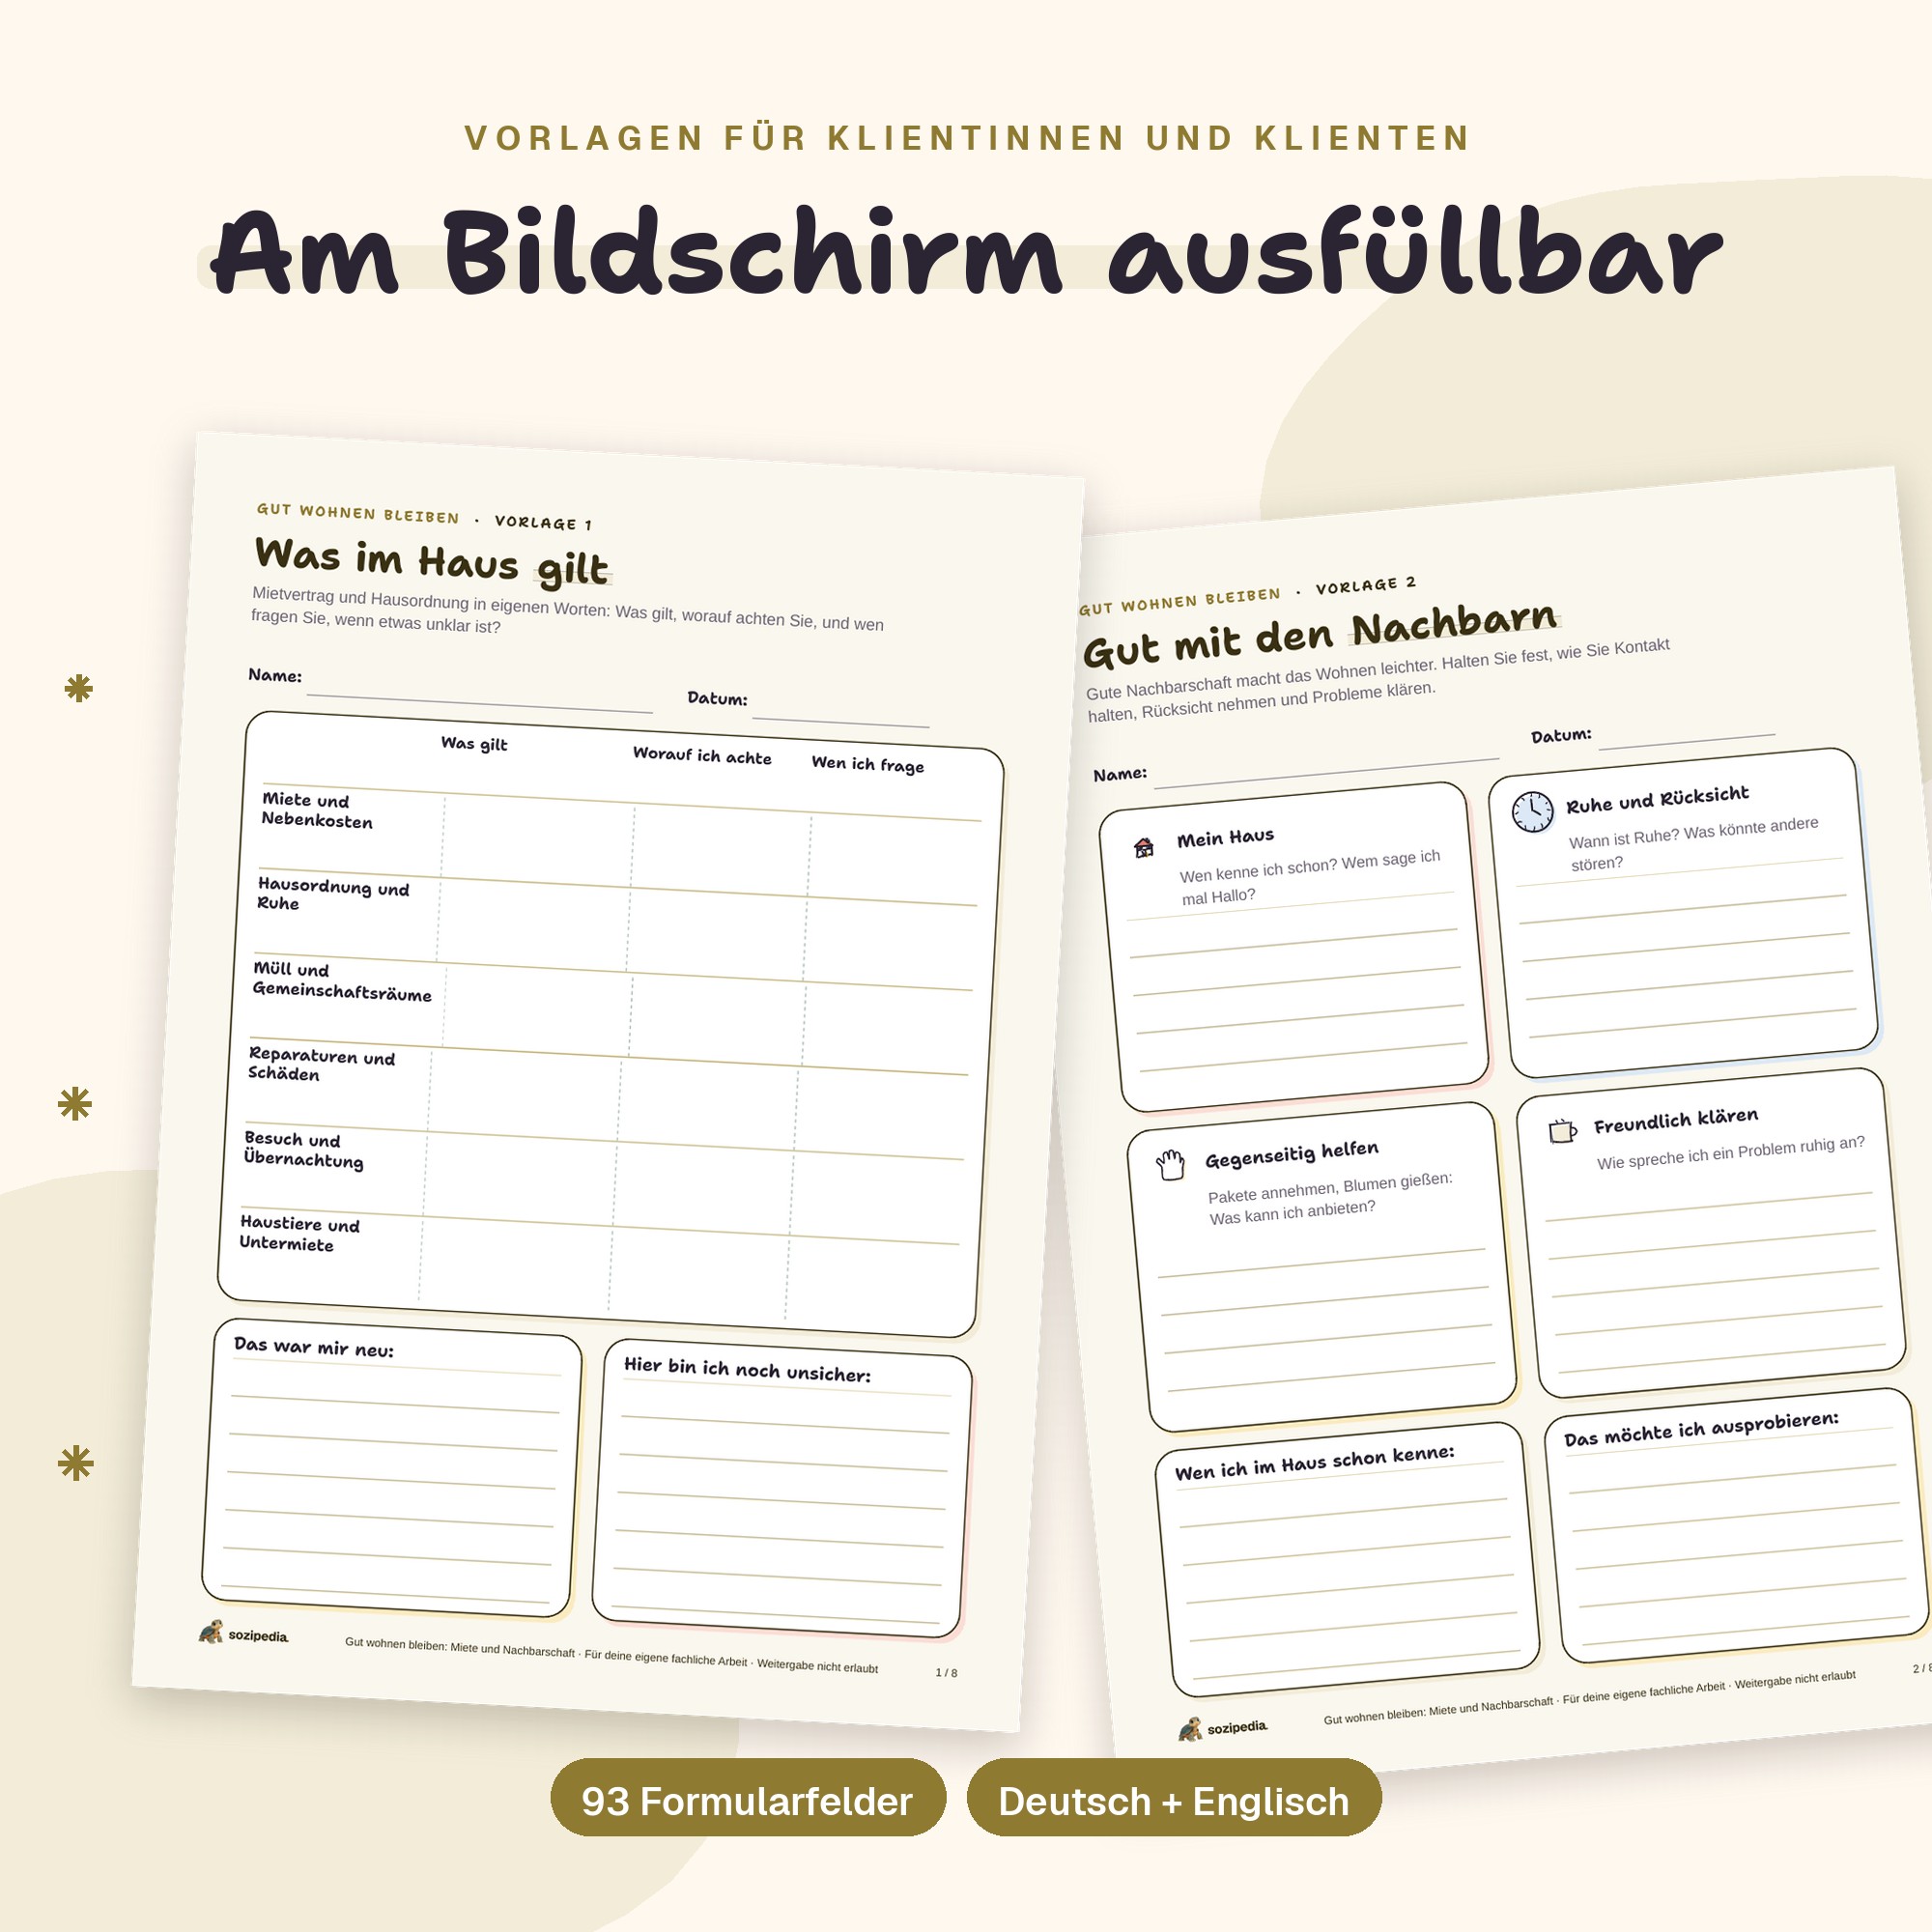 VORLAGEN FÜR KLIENTINNEN UND KLIENTEN
Am Bildschirm ausfüllbar
GUT WOHNEN BLEIBEN · VORLAGE 1
Was im Haus gilt
Mietvertrag und Hausordnung in eigenen Worten: Was gilt, worauf achten Sie, und wen
fragen Sie, wenn etwas unklar ist?
Name:
Datum:
Was gilt
Worauf ich achte
Wen ich frage
Miete und
Nebenkosten
Hausordnung und
Ruhe
Müll und
Gemeinschaftsräume
Reparaturen und
Schäden
Besuch und
Übernachtung
Haustiere und
Untermiete
Das war mir neu:
Hier bin ich noch unsicher:
sozipedia.
Gut wohnen bleiben: Miete und Nachbarschaft · Für deine eigene fachliche Arbeit · Weitergabe nicht erlaubt
1 / 8
GUT WOHNEN BLEIBEN · VORLAGE 2
Gut mit den Nachbarn
Gute Nachbarschaft macht das Wohnen leichter. Halten Sie fest, wie Sie Kontakt
halten, Rücksicht nehmen und Probleme klären.
Name:
Datum:
Mein Haus
Wen kenne ich schon? Wem sage ich
mal Hallo?
Ruhe und Rücksicht
Wann ist Ruhe? Was könnte andere
stören?
Gegenseitig helfen
Pakete annehmen, Blumen gießen:
Was kann ich anbieten?
Freundlich klären
Wie spreche ich ein Problem ruhig an?
Wen ich im Haus schon kenne:
Das möchte ich ausprobieren:
sozipedia.
Gut wohnen bleiben: Miete und Nachbarschaft · Für deine eigene fachliche Arbeit · Weitergabe nicht erlaubt
2 / 8
93 Formularfelder
Deutsch + Englisch